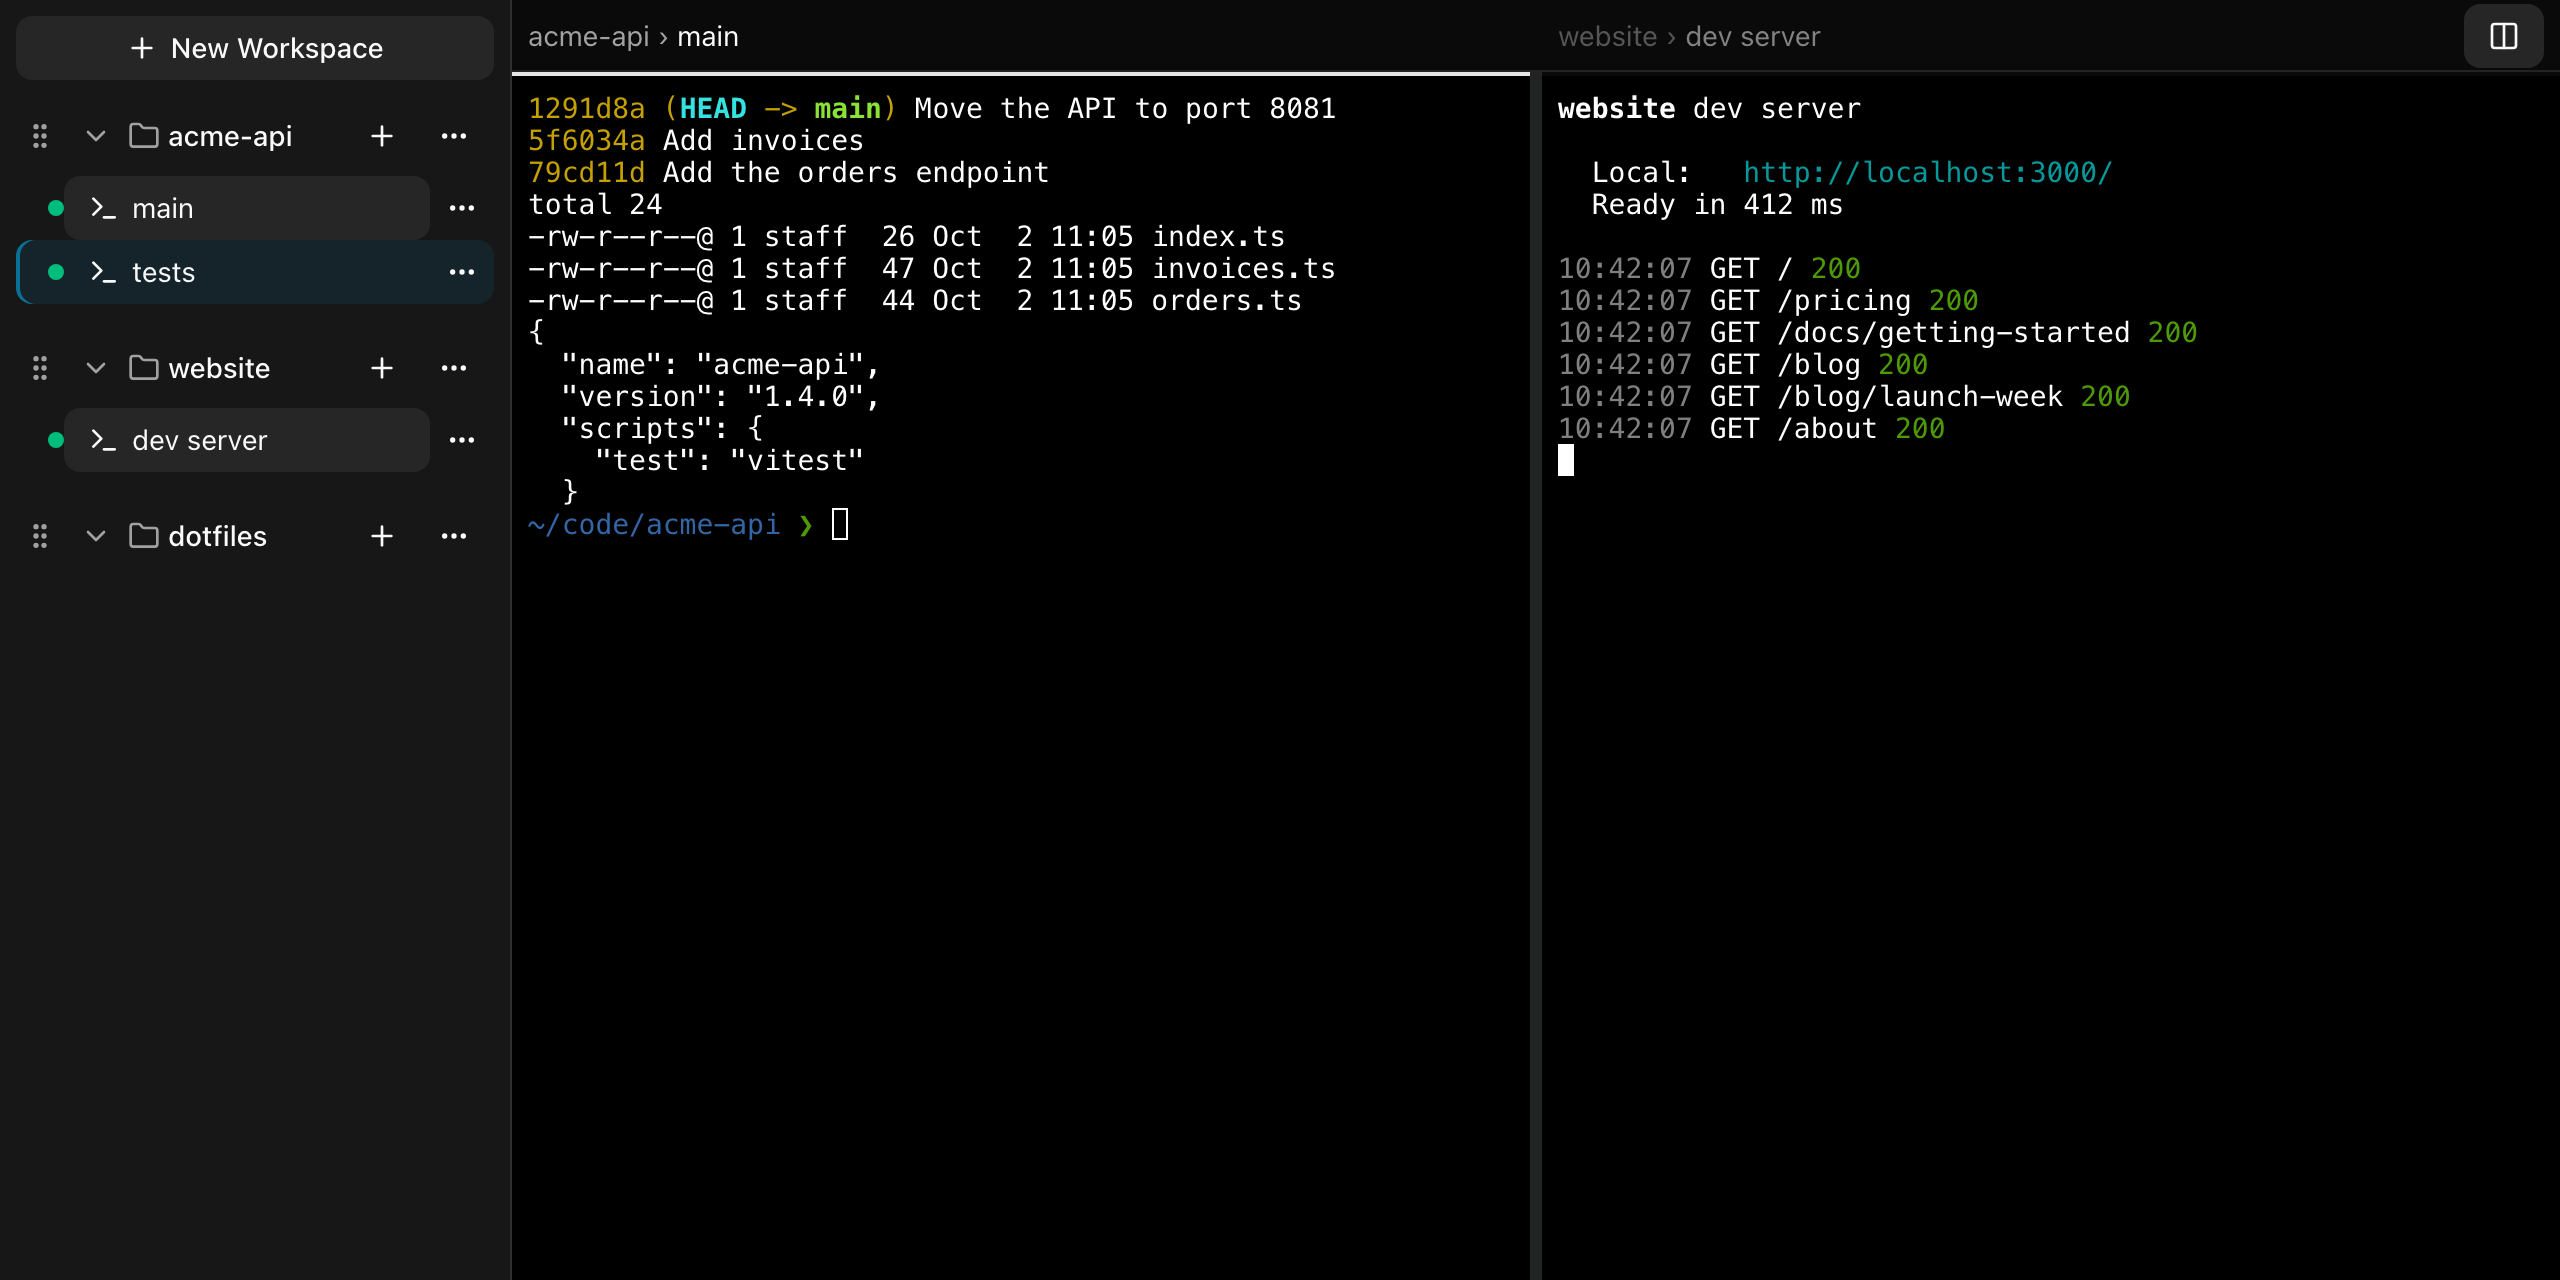 New Workspace
acme-api
main
tests
website
dev server
dotfiles
acme-api › main
1291d8a (HEAD -> main) Move the API to port 8081
5f6034a Add invoices
79cd11d Add the orders endpoint
total 24
-rw-r--r--@ 1 staff  26 Oct  2 11:05 index.ts
-rw-r--r--@ 1 staff  47 Oct  2 11:05 invoices.ts
-rw-r--r--@ 1 staff  44 Oct  2 11:05 orders.ts
{
  "name": "acme-api",
  "version": "1.4.0",
  "scripts": {
    "test": "vitest"
  }
~/code/acme-api ❯
website › dev server
website dev server
  Local:   http://localhost:3000/
  Ready in 412 ms
10:42:07 GET / 200
10:42:07 GET /pricing 200
10:42:07 GET /docs/getting-started 200
10:42:07 GET /blog 200
10:42:07 GET /blog/launch-week 200
10:42:07 GET /about 200